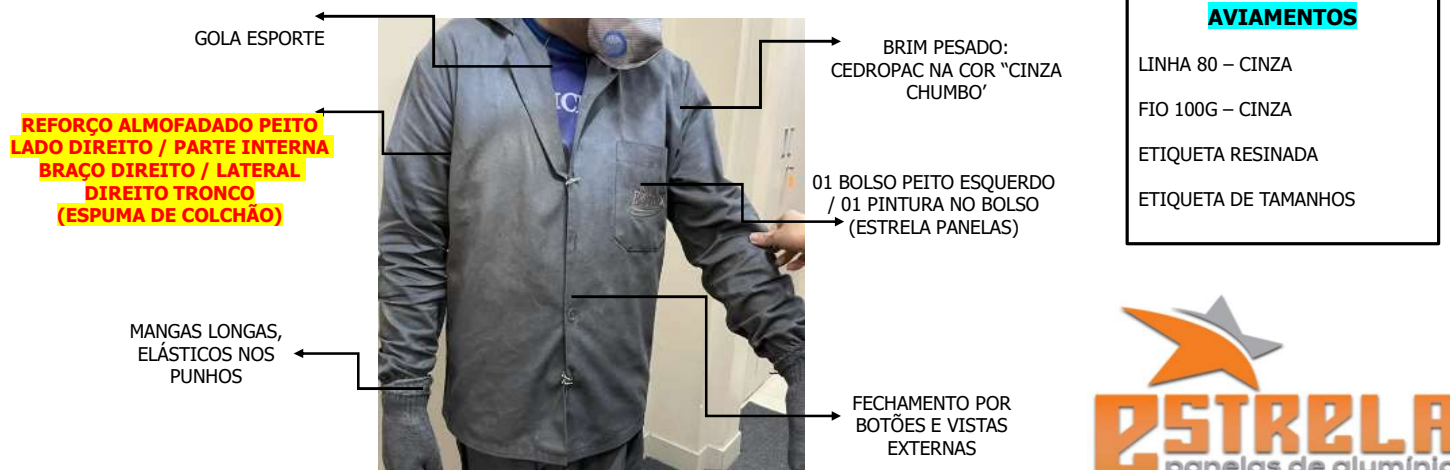 GOLA ESPORTE
REFORÇO ALMOFADADO PEITO
LADO DIREITO / PARTE INTERNA
BRAÇO DIREITO / LATERAL
DIREITO TRONCO
(ESPUMA DE COLCHÃO)
MANGAS LONGAS,
ELÁSTICOS NOS
PUNHOS
BRIM PESADO:
CEDROPAC NA COR “CINZA
CHUMBO’
01 BOLSO PEITO ESQUERDO
/ 01 PINTURA NO BOLSO
(ESTRELA PANELAS)
FECHAMENTO POR
BOTÕES E VISTAS
EXTERNAS
AVIAMENTOS
LINHA 80 – CINZA
FIO 100G – CINZA
ETIQUETA RESINADA
ETIQUETA DE TAMANHOS
eSTRELA
panelas de alumínio